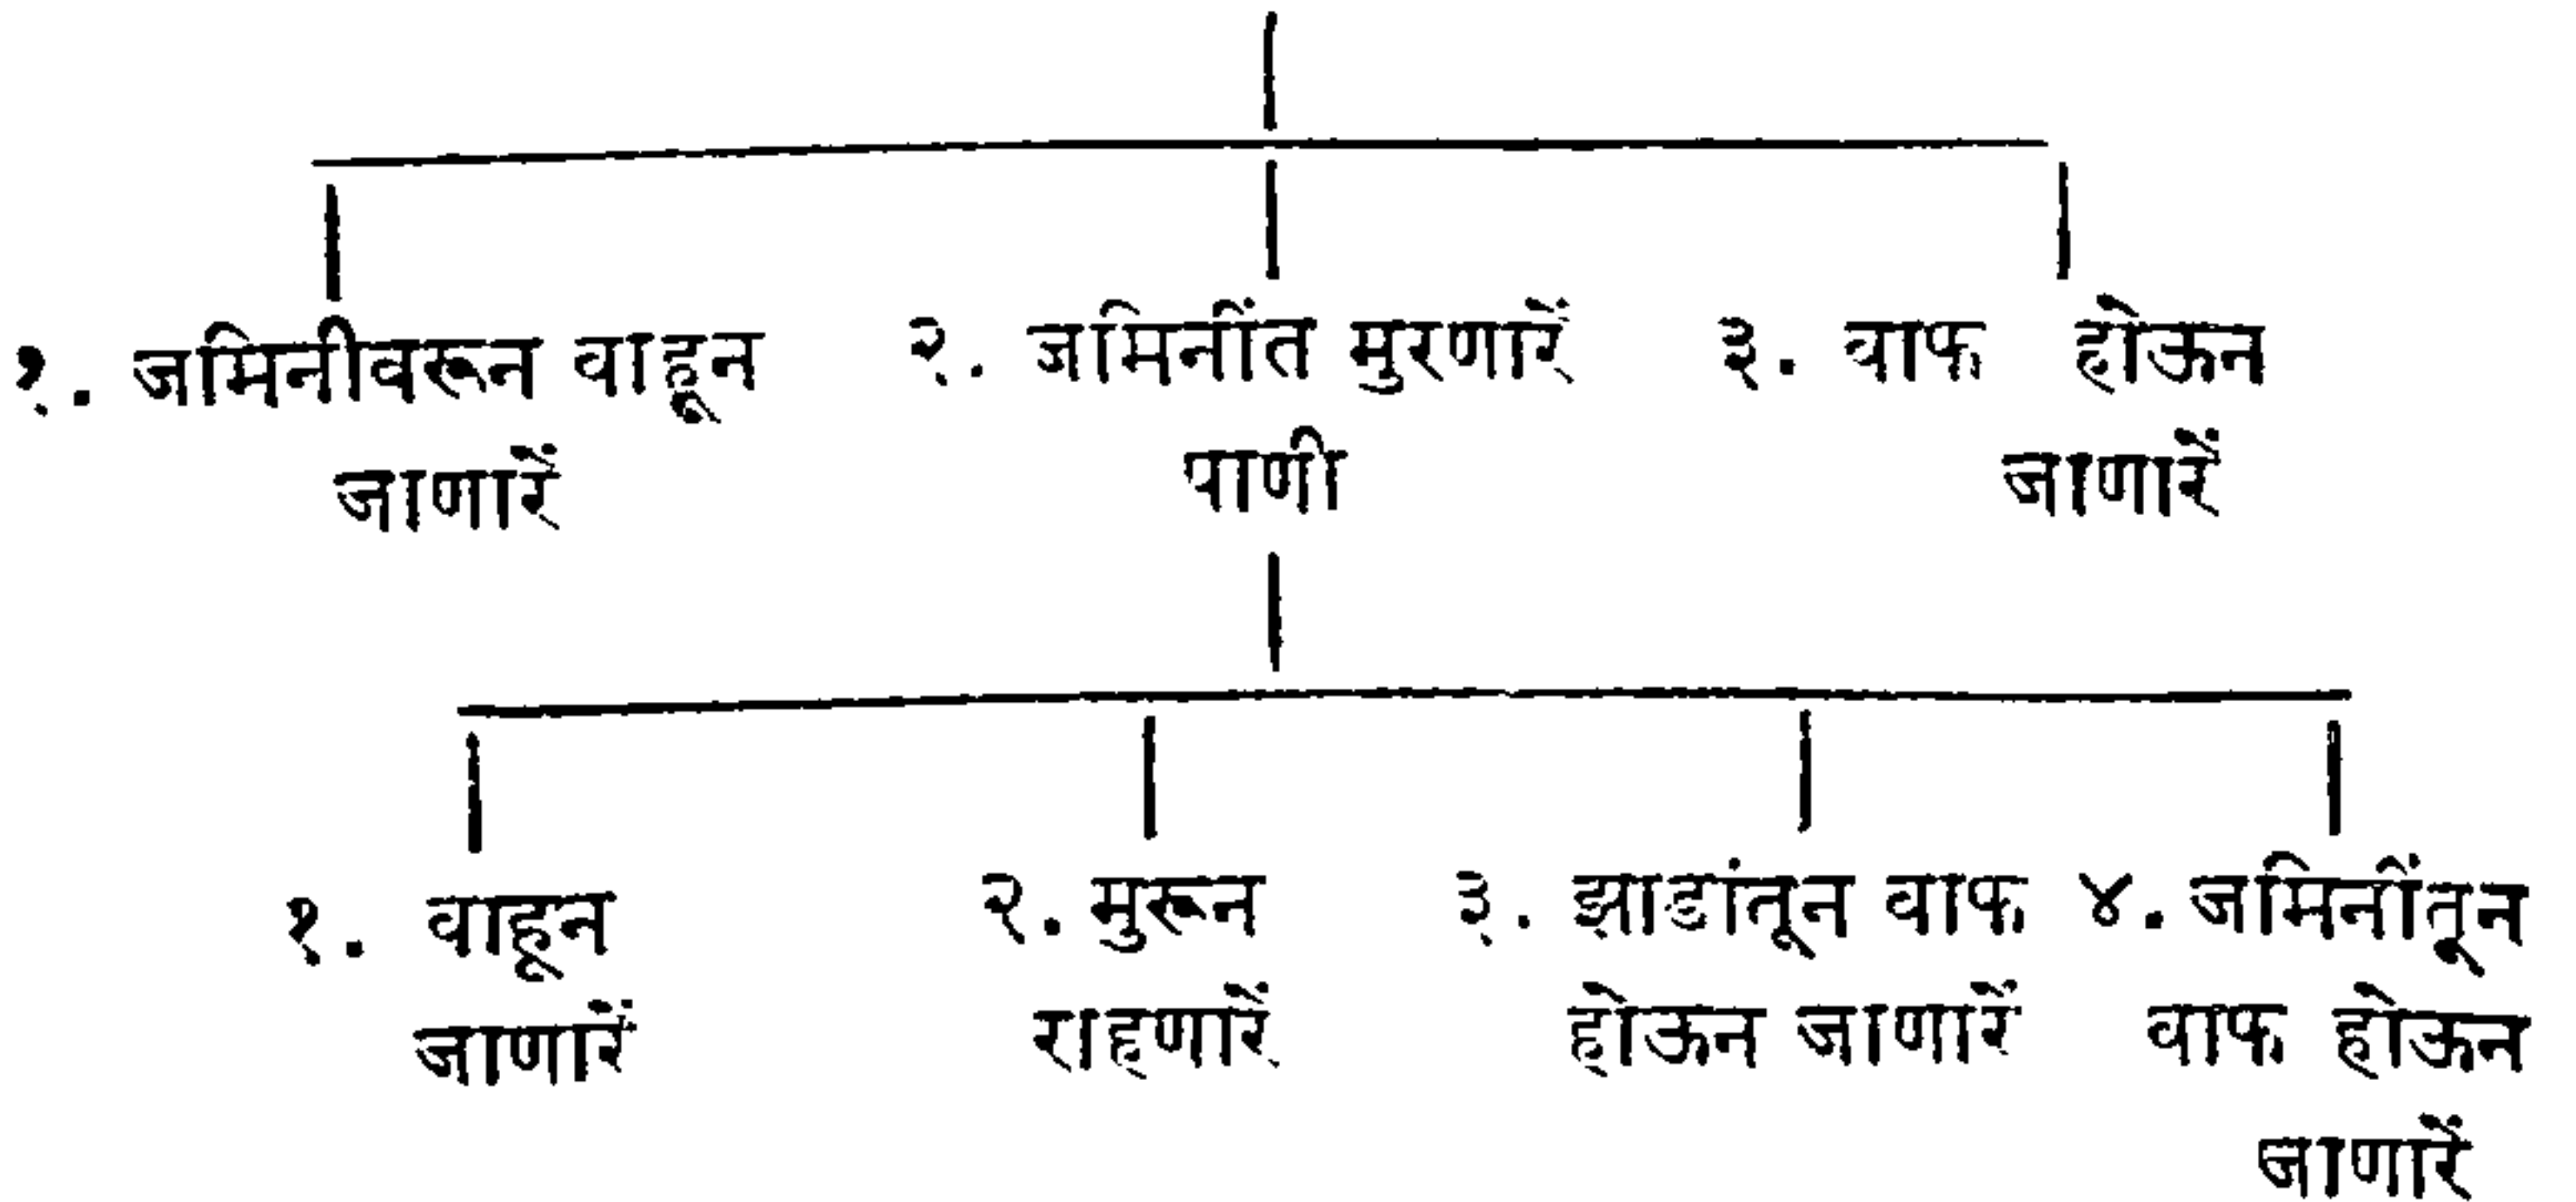 १. जमिनीवरून वाहून जाणारें
२. जमिनींत मुरणारें पाणी
३. वाफ होऊन जाणारें
१. वाहून जाणारें
२. मुरून राहणारें
३. झाडांतून वाफ होऊन जाणारें
४. जमिनींतून वाफ होऊन जाणारें